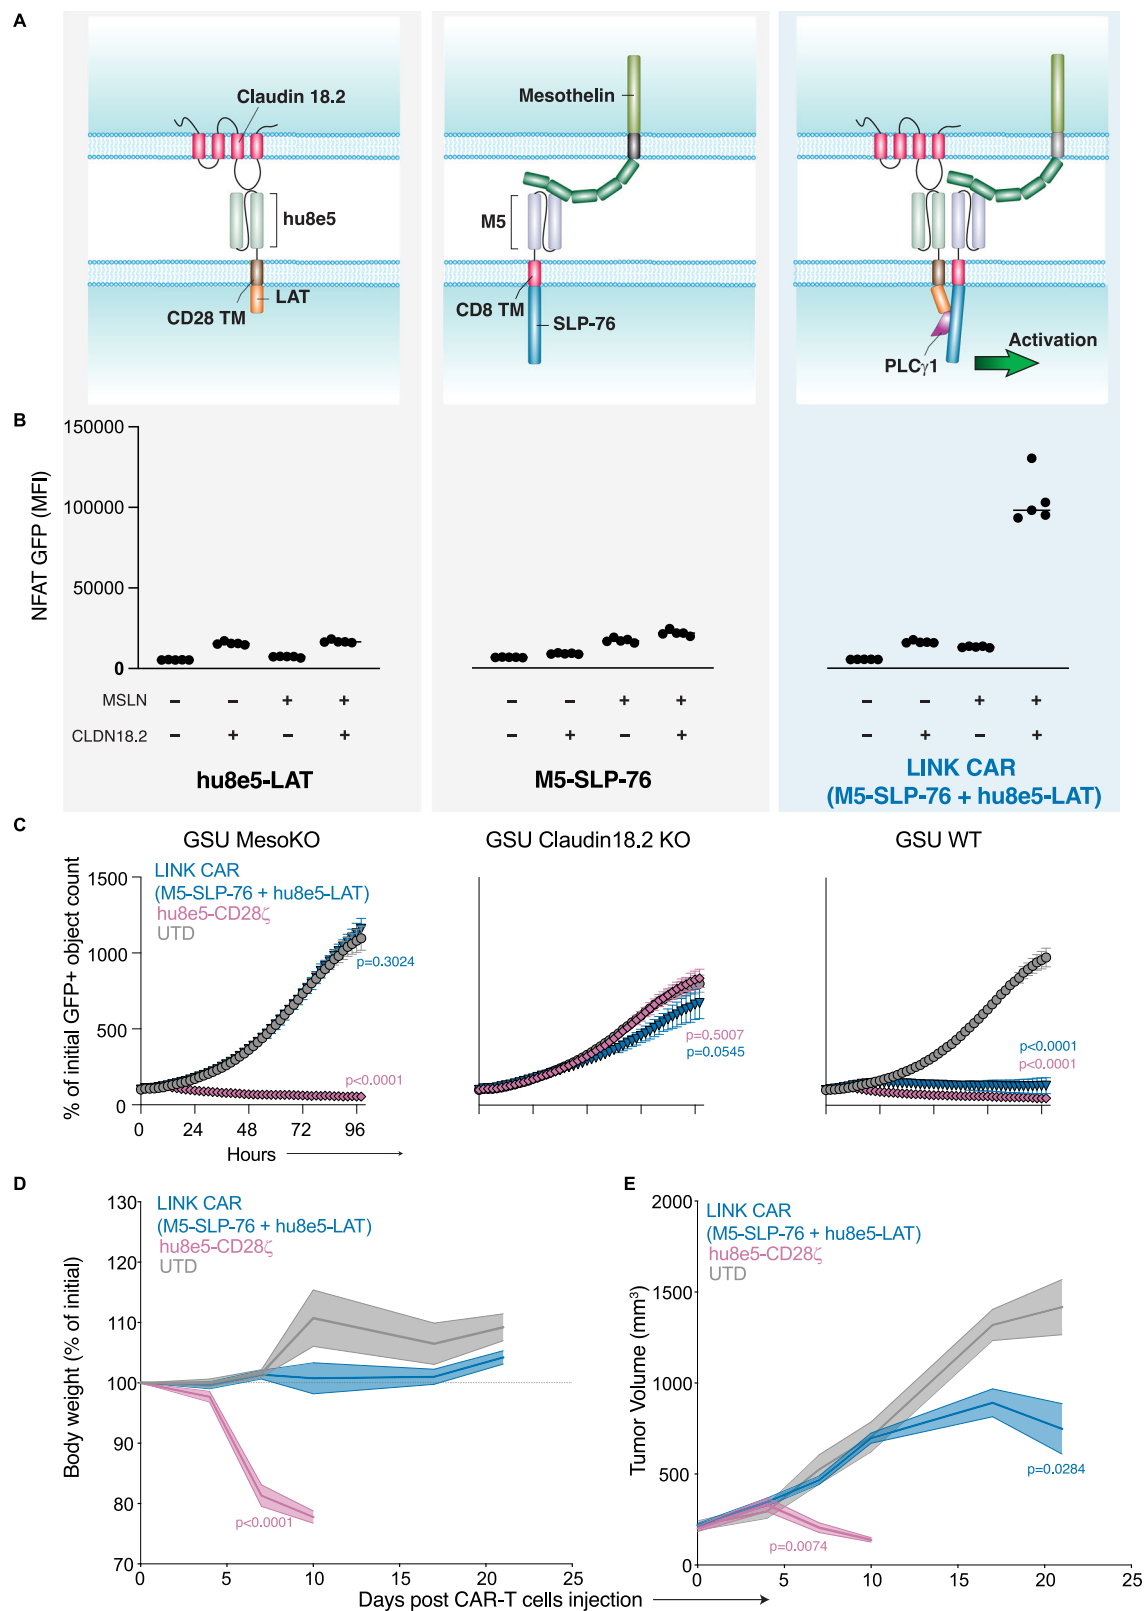 A
Claudin 18.2
hu8e5
LAT
CD28 TM
Mesothelin
M5
CD8 TM
SLP-76
PLCγ1
Activation
B
NFAT GFP (MFI)
150000
100000
50000
0
MSLN − − + + − − + + − − + +
CLDN18.2 − + − + − + − + − + − +
hu8e5-LAT
M5-SLP-76
LINK CAR
(M5-SLP-76 + hu8e5-LAT)
C
GSU MesoKO
GSU Claudin18.2 KO
GSU WT
% of initial GFP+ object count
1500
1000
500
0
LINK CAR
(M5-SLP-76 + hu8e5-LAT)
hu8e5-CD28ζ
UTD
p=0.3024
p<0.0001
0 24 48 72 96
Hours
p=0.5007
p=0.0545
p<0.0001
p<0.0001
D
Body weight (% of initial)
130
120
110
100
90
80
70
LINK CAR
(M5-SLP-76 + hu8e5-LAT)
hu8e5-CD28ζ
UTD
p<0.0001
0 5 10 15 20 25
E
Tumor Volume (mm³)
2000
1500
1000
500
0
LINK CAR
(M5-SLP-76 + hu8e5-LAT)
hu8e5-CD28ζ
UTD
p=0.0284
p=0.0074
0 5 10 15 20 25
Days post CAR-T cells injection